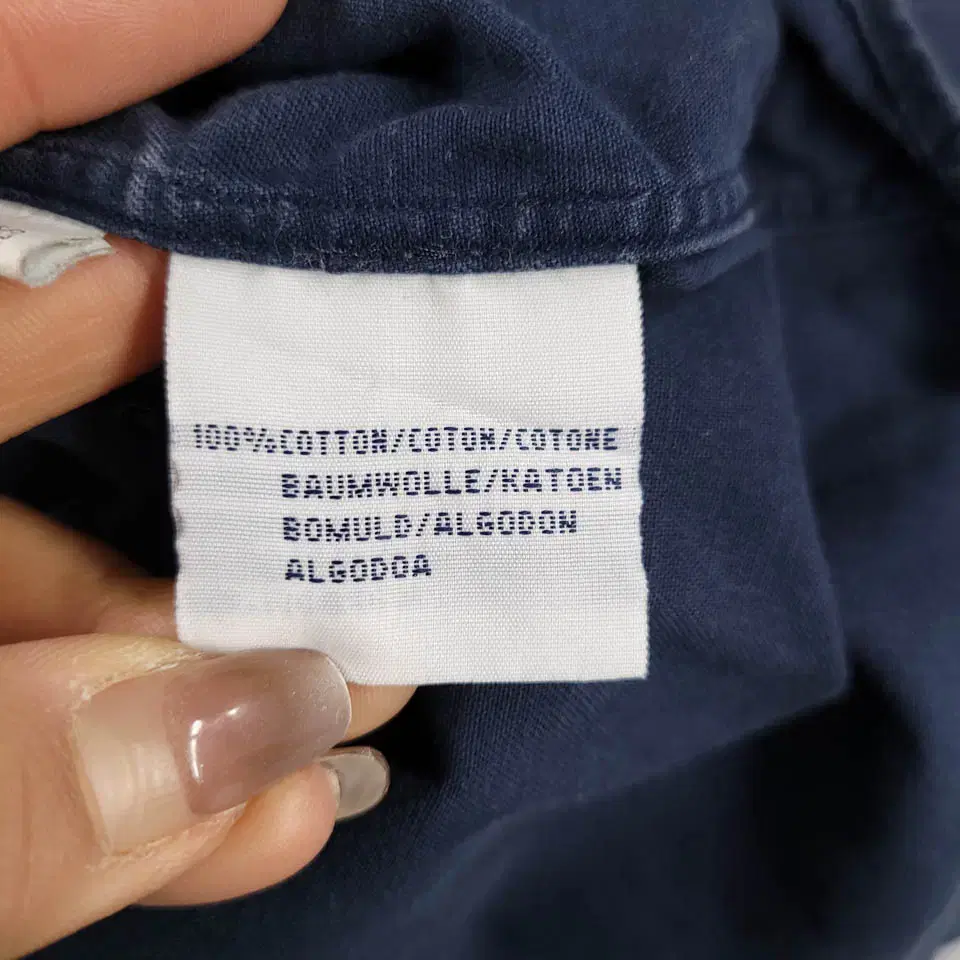 100%COTTON/COTON/COTONE
BAUMWOLLE/KATOEN
BOMULD/ALGODON
ALGODOA